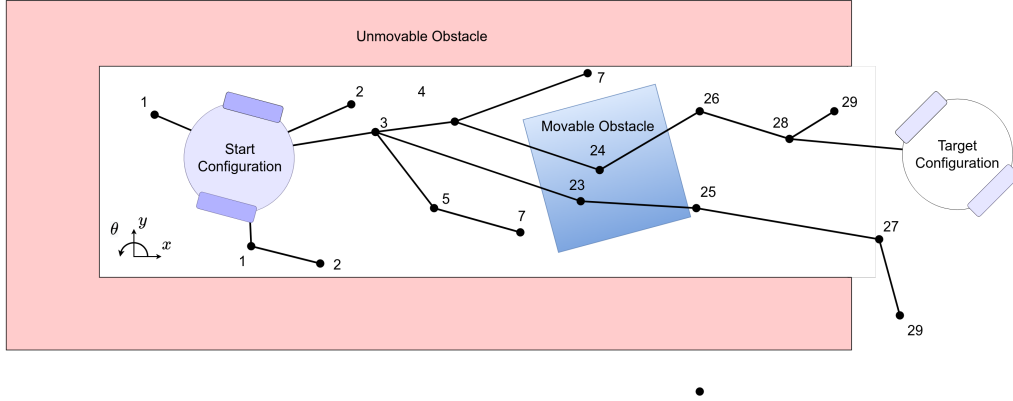 Unmovable Obstacle
1
2
4
7
3
Start
Configuration
Movable Obstacle
24
23
26
28
29
Target
Configuration
5
7
25
27
θ
y
x
1
2
29